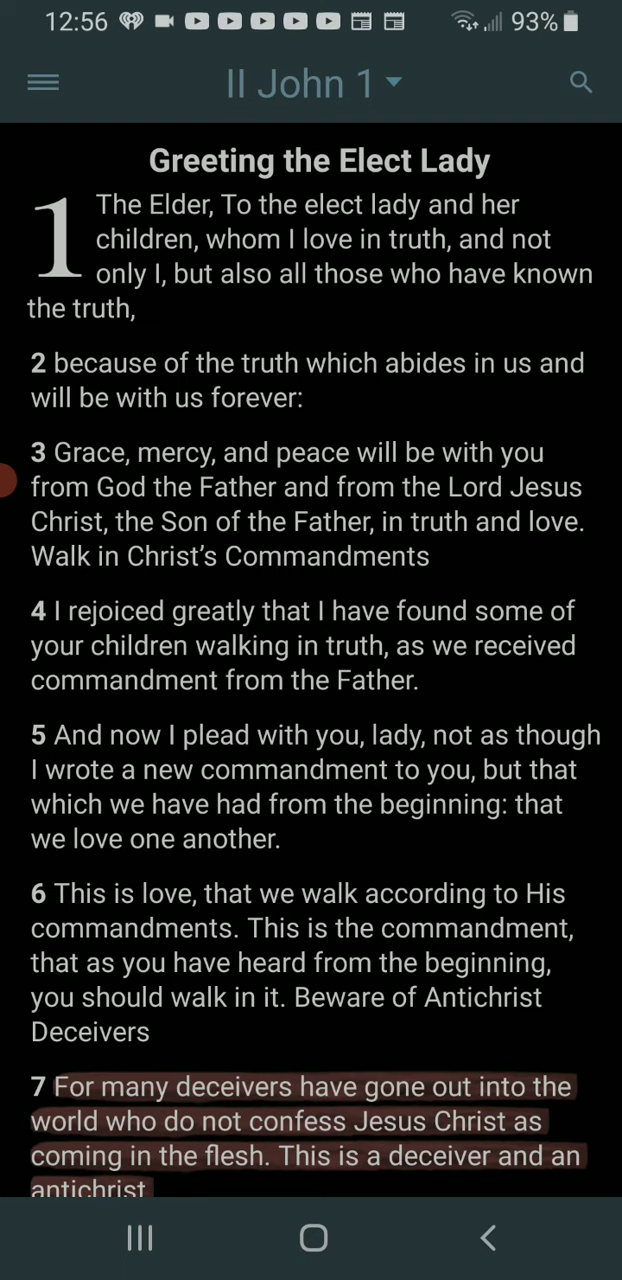 12:56 93%
II John 1
Greeting the Elect Lady
1 The Elder, To the elect lady and her
children, whom I love in truth, and not
only I, but also all those who have known
the truth,
2 because of the truth which abides in us and
will be with us forever:
3 Grace, mercy, and peace will be with you
from God the Father and from the Lord Jesus
Christ, the Son of the Father, in truth and love.
Walk in Christ’s Commandments
4 I rejoiced greatly that I have found some of
your children walking in truth, as we received
commandment from the Father.
5 And now I plead with you, lady, not as though
I wrote a new commandment to you, but that
which we have had from the beginning: that
we love one another.
6 This is love, that we walk according to His
commandments. This is the commandment,
that as you have heard from the beginning,
you should walk in it. Beware of Antichrist
Deceivers
7 For many deceivers have gone out into the
world who do not confess Jesus Christ as
coming in the flesh. This is a deceiver and an
antichrist